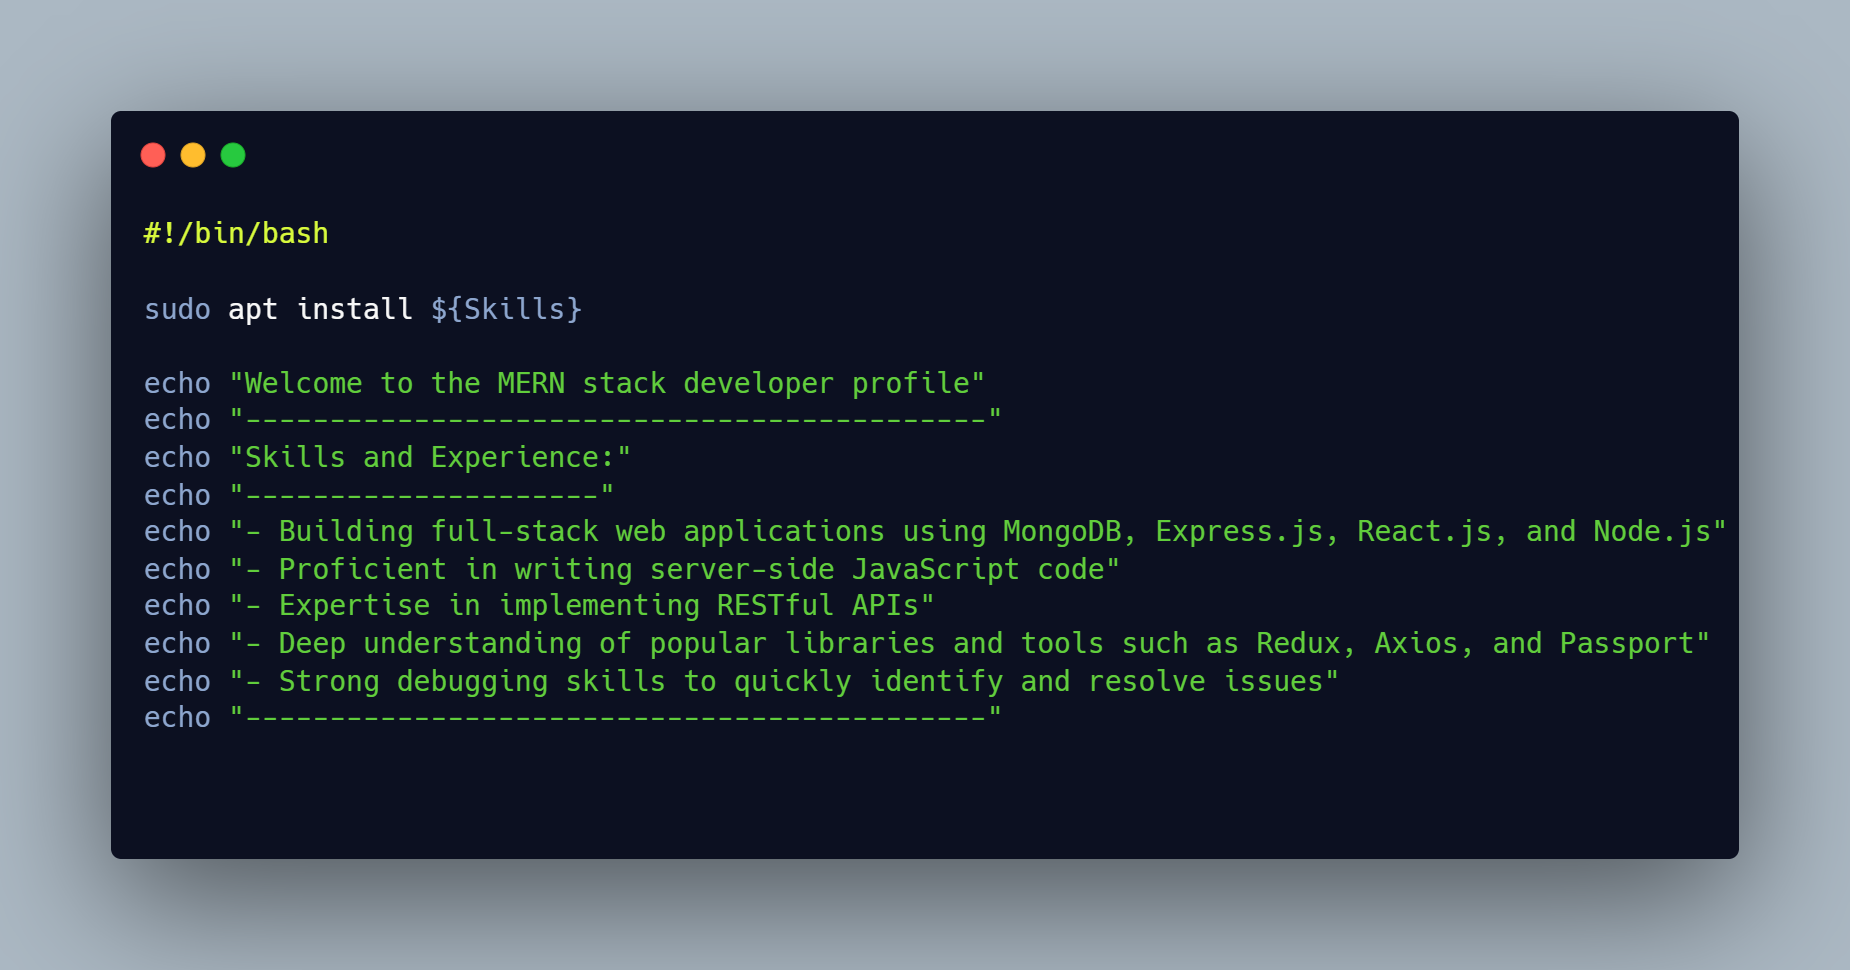 #!/bin/bash
sudo apt install ${Skills}
echo "Welcome to the MERN stack developer profile"
echo "--------------------------------------------"
echo "Skills and Experience:"
echo "---------------------"
echo "- Building full-stack web applications using MongoDB, Express.js, React.js, and Node.js"
echo "- Proficient in writing server-side JavaScript code"
echo "- Expertise in implementing RESTful APIs"
echo "- Deep understanding of popular libraries and tools such as Redux, Axios, and Passport"
echo "- Strong debugging skills to quickly identify and resolve issues"
echo "--------------------------------------------"